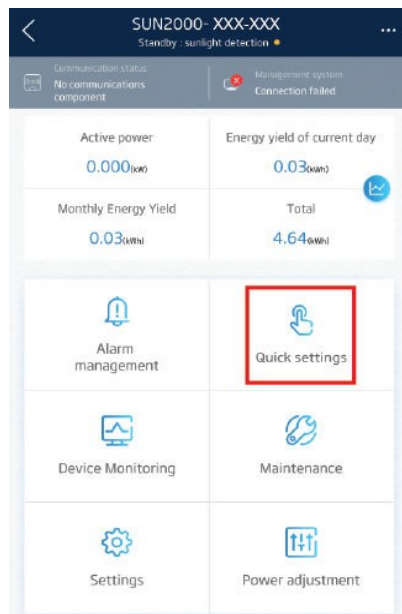 SUN2000- XXX-XXX
Standby : sunlight detection
Communication status
No communications
component
Management system
Connection failed
Active power
0.000(kW)
Energy yield of current day
0.03(kWh)
Monthly Energy Yield
0.03(kWh)
Total
4.64(kWh)
Alarm
management
Quick settings
Device Monitoring
Maintenance
Settings
Power adjustment